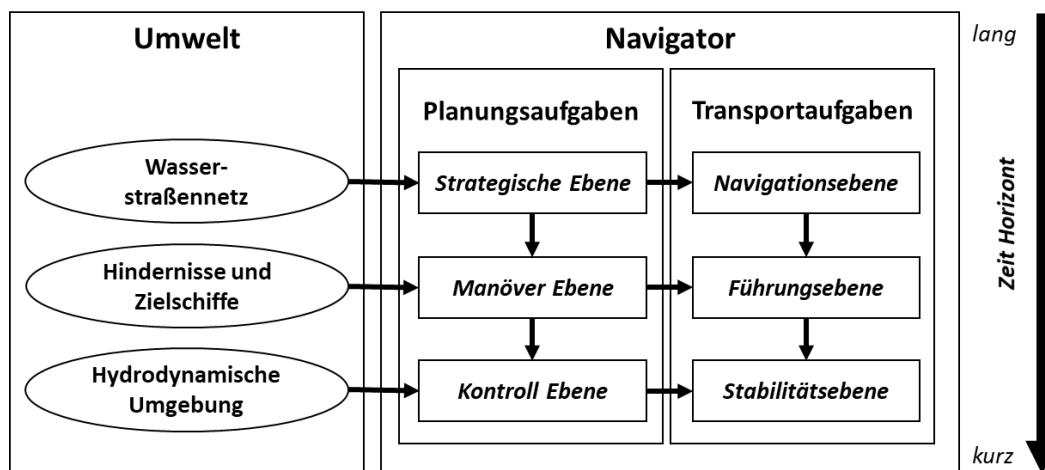 Umwelt
Navigator
lang
Planungsaufgaben
Transportaufgaben
Wasser-
straßennetz
Strategische Ebene
Navigationsebene
Hindernisse und
Zielschiffe
Manöver Ebene
Führungsebene
Hydrodynamische
Umgebung
Kontroll Ebene
Stabilitätsebene
Zeit Horizont
kurz